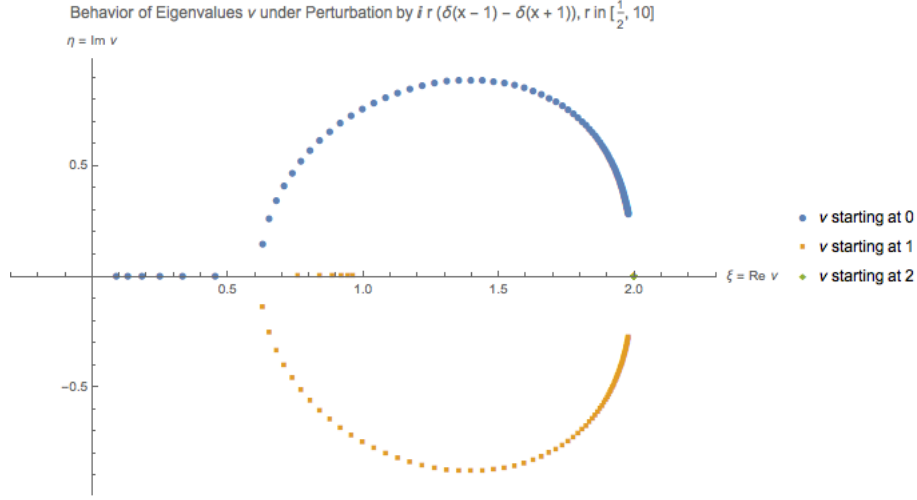 Behavior of Eigenvalues ν under Perturbation by ⅈ r (δ(x − 1) − δ(x + 1)), r in [1/2, 10]
η = Im ν
0.5
ν starting at 0
ν starting at 1
ξ = Re ν
ν starting at 2
0.5 1.0 1.5 2.0
−0.5